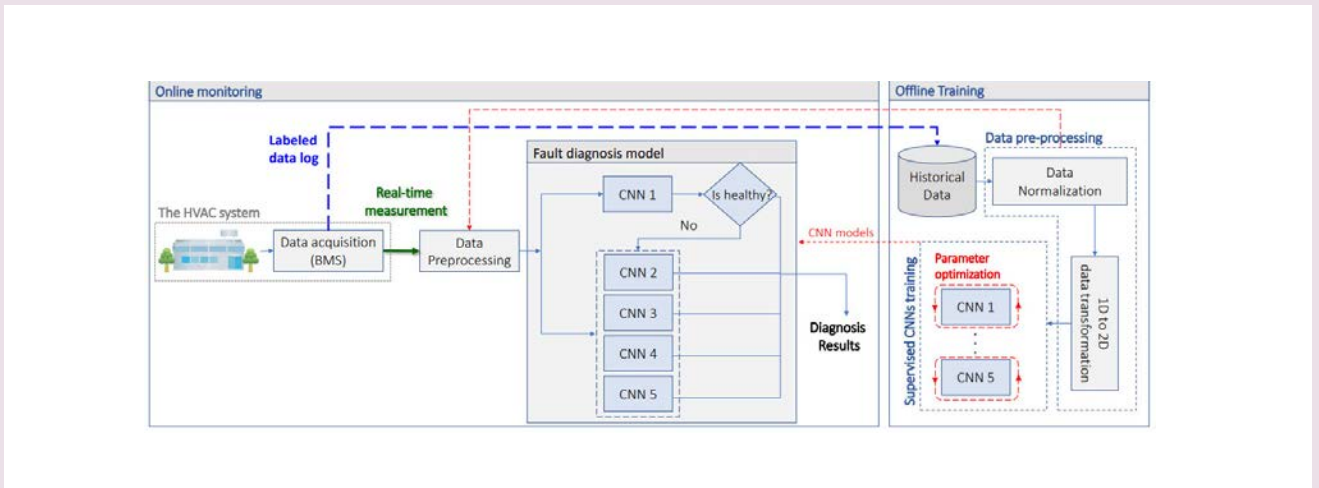 Online monitoring
Labeled
data log
Real-time
measurement
The HVAC system
Data acquisition
(BMS)
Data
Preprocessing
Fault diagnosis model
CNN 1
Is healthy?
No
CNN 2
CNN 3
CNN 4
CNN 5
Diagnosis
Results
CNN models
Offline Training
Data pre-processing
Historical
Data
Data
Normalization
1D to 2D
data transformation
Supervised CNNs training
Parameter
optimization
CNN 1
CNN 5